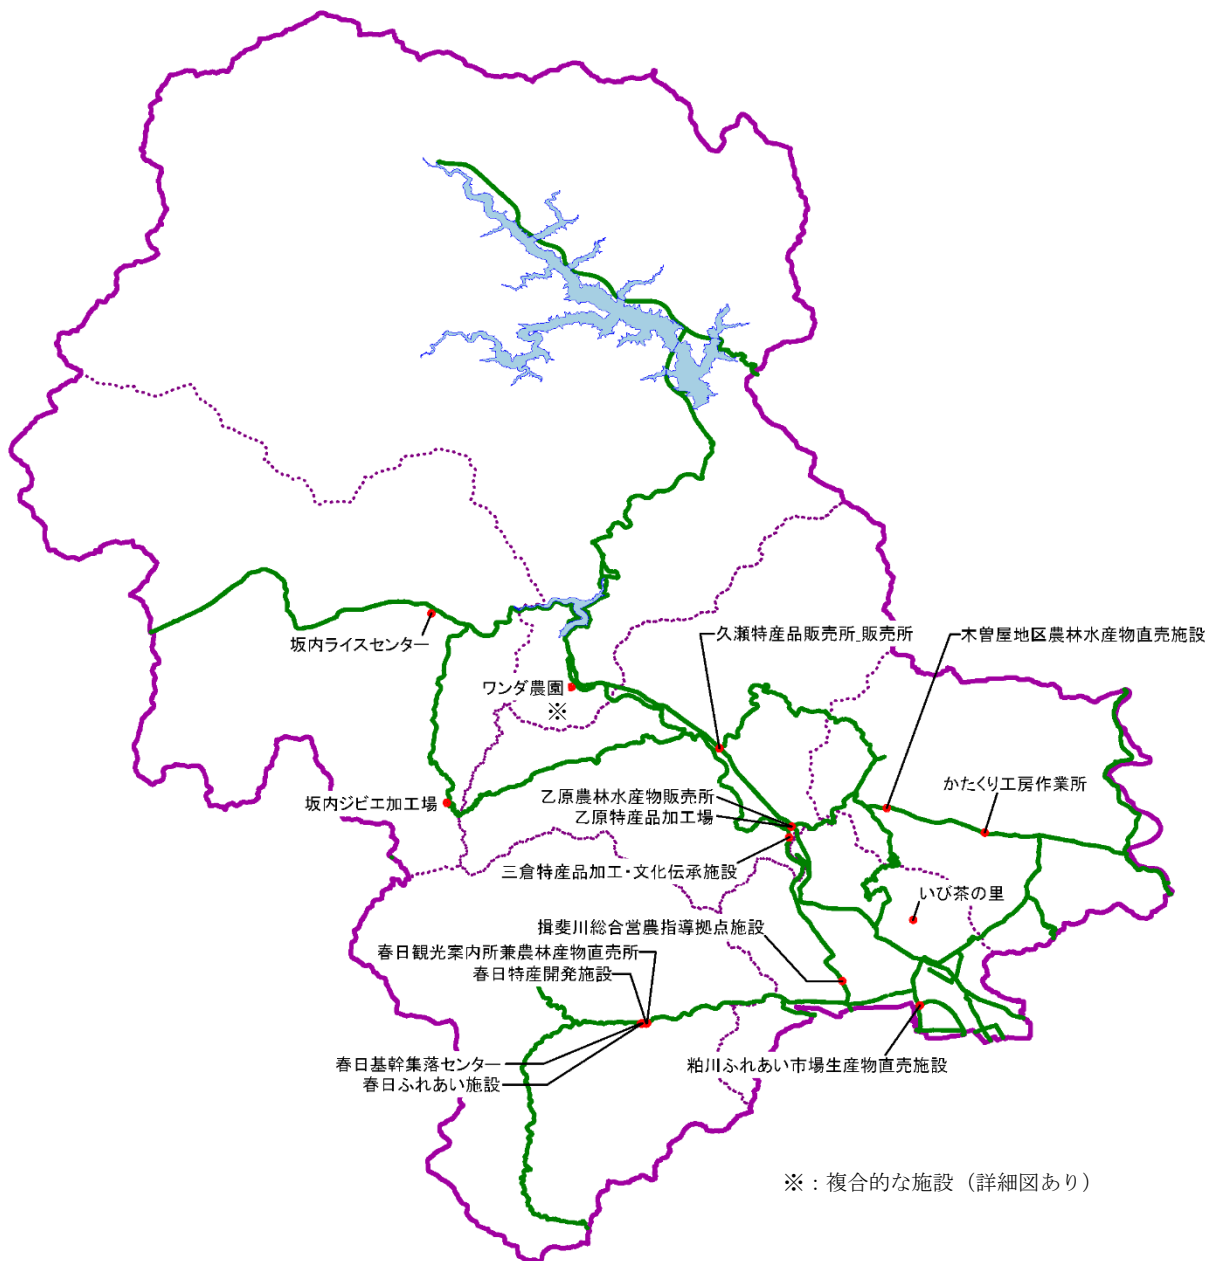 久瀬特産品販売所_販売所
木曽屋地区農林水産物直売施設
坂内ライスセンター
ワンダ農園
※
かたくり工房作業所
坂内ジビエ加工場
乙原農林水産物販売所
乙原特産品加工場
三倉特産品加工・文化伝承施設
いび茶の里
揖斐川総合営農指導拠点施設
春日観光案内所兼農林産物直売所
春日特産開発施設
春日基幹集落センター
春日ふれあい施設
粕川ふれあい市場生産物直売施設
※：複合的な施設（詳細図あり）